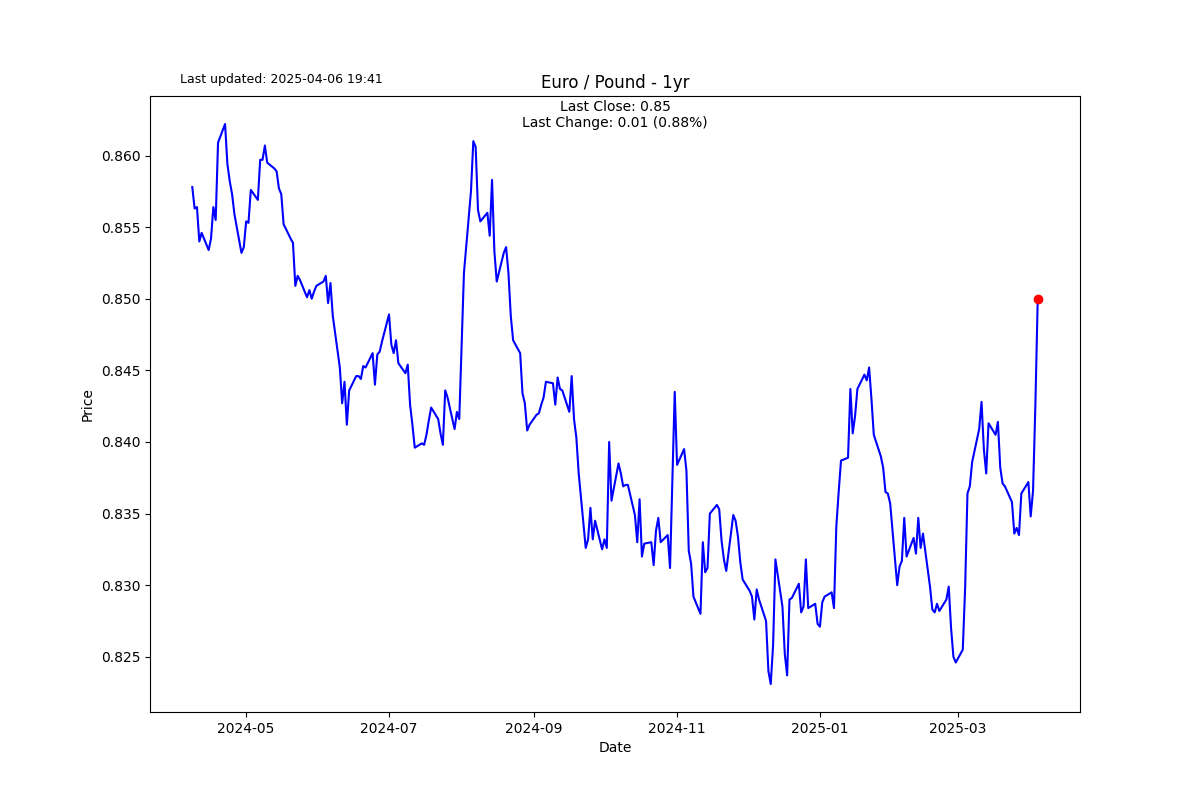 Last updated: 2025-04-06 19:41
Euro / Pound - 1yr
Last Close: 0.85
Last Change: 0.01 (0.88%)
0.860
0.855
0.850
0.845
0.840
0.835
0.830
0.825
Price
2024-05
2024-07
2024-09
2024-11
2025-01
2025-03
Date